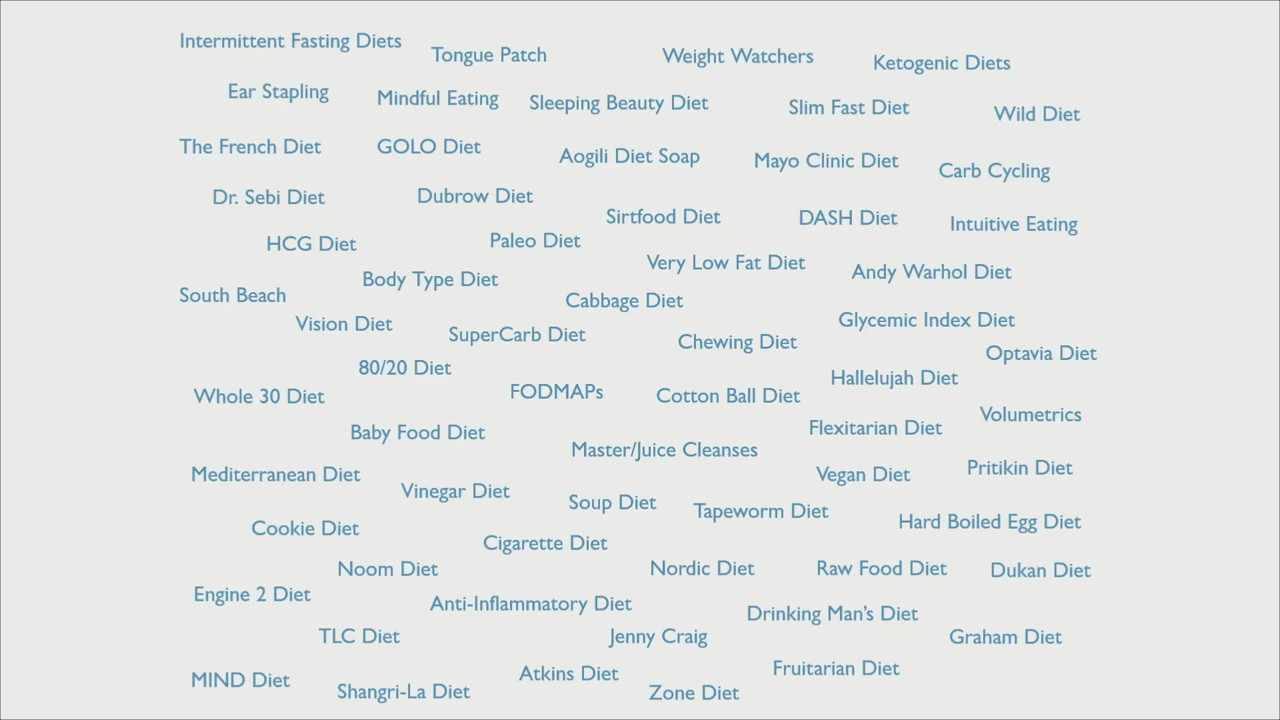 Intermittent Fasting Diets
Tongue Patch
Weight Watchers
Ketogenic Diets
Ear Stapling
Mindful Eating
Sleeping Beauty Diet
Slim Fast Diet
Wild Diet
The French Diet
GOLO Diet
Aogili Diet Soap
Mayo Clinic Diet
Carb Cycling
Dr. Sebi Diet
Dubrow Diet
Sirtfood Diet
DASH Diet
Intuitive Eating
HCG Diet
Paleo Diet
Very Low Fat Diet
Andy Warhol Diet
Body Type Diet
South Beach
Cabbage Diet
Vision Diet
SuperCarb Diet
Chewing Diet
Glycemic Index Diet
Optavia Diet
80/20 Diet
Hallelujah Diet
Whole 30 Diet
FODMAPs
Cotton Ball Diet
Volumetrics
Baby Food Diet
Flexitarian Diet
Master/Juice Cleanses
Mediterranean Diet
Vegan Diet
Pritikin Diet
Vinegar Diet
Soup Diet
Tapeworm Diet
Hard Boiled Egg Diet
Cookie Diet
Cigarette Diet
Noom Diet
Nordic Diet
Raw Food Diet
Dukan Diet
Engine 2 Diet
Anti-Inflammatory Diet
Drinking Man’s Diet
TLC Diet
Jenny Craig
Graham Diet
MIND Diet
Atkins Diet
Fruitarian Diet
Shangri-La Diet
Zone Diet